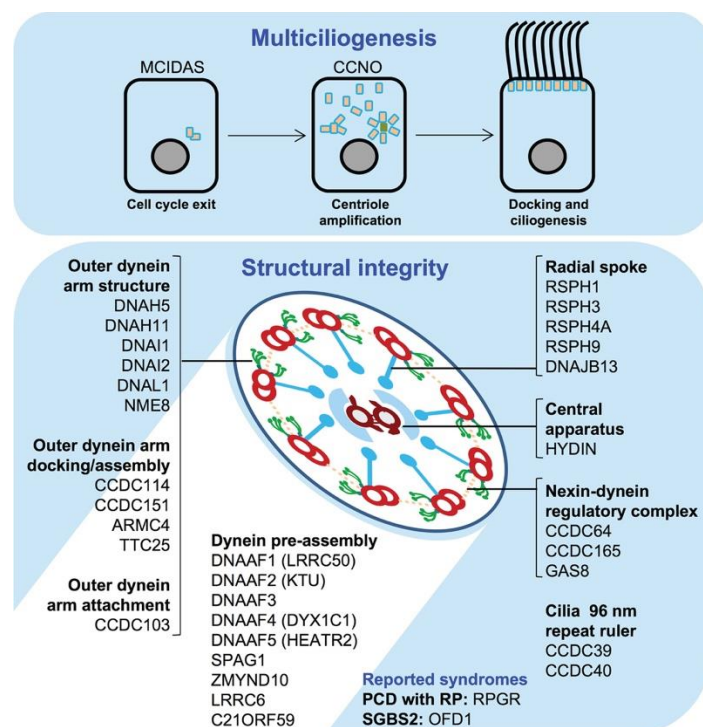 Multiciliogenesis
MCIDAS
CCNO
Cell cycle exit
Centriole
amplification
Docking and
ciliogenesis
Structural integrity
Outer dynein
arm structure
DNAH5
DNAH11
DNAI1
DNAI2
DNAL1
NME8
Outer dynein arm
docking/assembly
CCDC114
CCDC151
ARMC4
TTC25
Outer dynein
arm attachment
CCDC103
Dynein pre-assembly
DNAAF1 (LRRC50)
DNAAF2 (KTU)
DNAAF3
DNAAF4 (DYX1C1)
DNAAF5 (HEATR2)
SPAG1
ZMYND10
LRRC6
C21ORF59
Radial spoke
RSPH1
RSPH3
RSPH4A
RSPH9
DNAJB13
Central
apparatus
HYDIN
Nexin-dynein
regulatory complex
CCDC64
CCDC165
GAS8
Cilia 96 nm
repeat ruler
CCDC39
CCDC40
Reported syndromes
PCD with RP: RPGR
SGBS2: OFD1